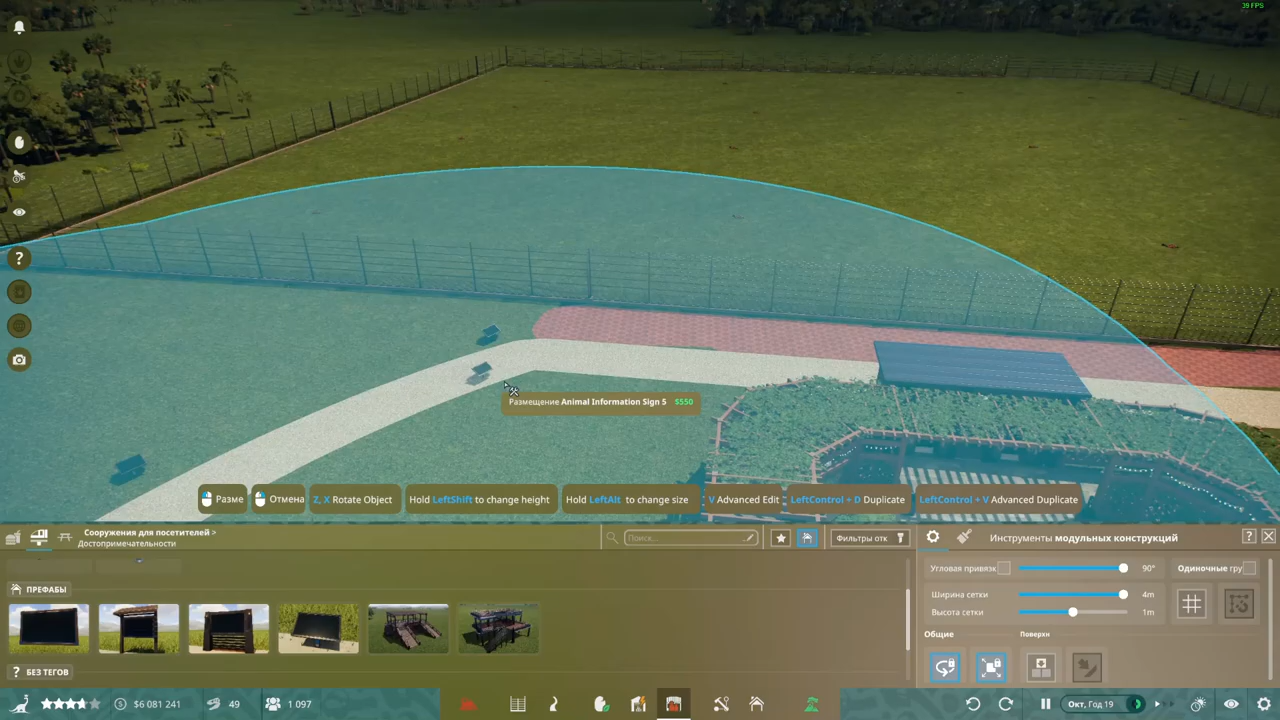 39 FPS
?
Размещение Animal Information Sign 5 $550
Разме
Отмена
Z, X Rotate Object
Hold LeftShift to change height
Hold LeftAlt to change size
V Advanced Edit
LeftControl + D Duplicate
LeftControl + V Advanced Duplicate
Сооружения для посетителей >
Достопримечательности
Поиск...
Фильтры отк
Инструменты модульных конструкций
?
ПРЕФАБЫ
? БЕЗ ТЕГОВ
Угловая привязк
90°
Одиночные гру
Ширина сетки
4m
Высота сетки
1m
Общие
Поверхн
$6 081 241
49
1 097
Окт, Год 19